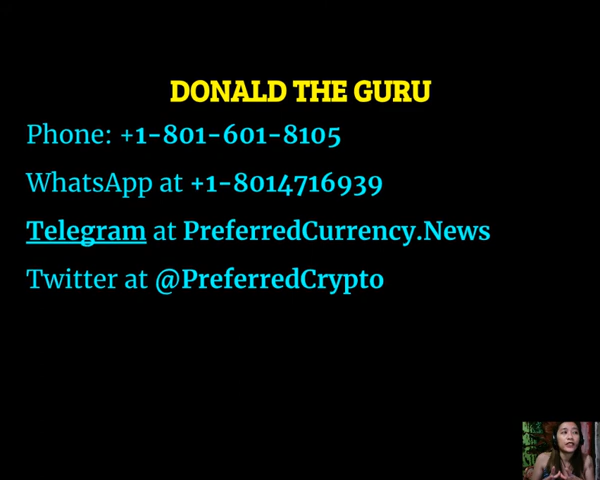 DONALD THE GURU
Phone: +1-801-601-8105
WhatsApp at +1-8014716939
Telegram at PreferredCurrency.News
Twitter at @PreferredCrypto